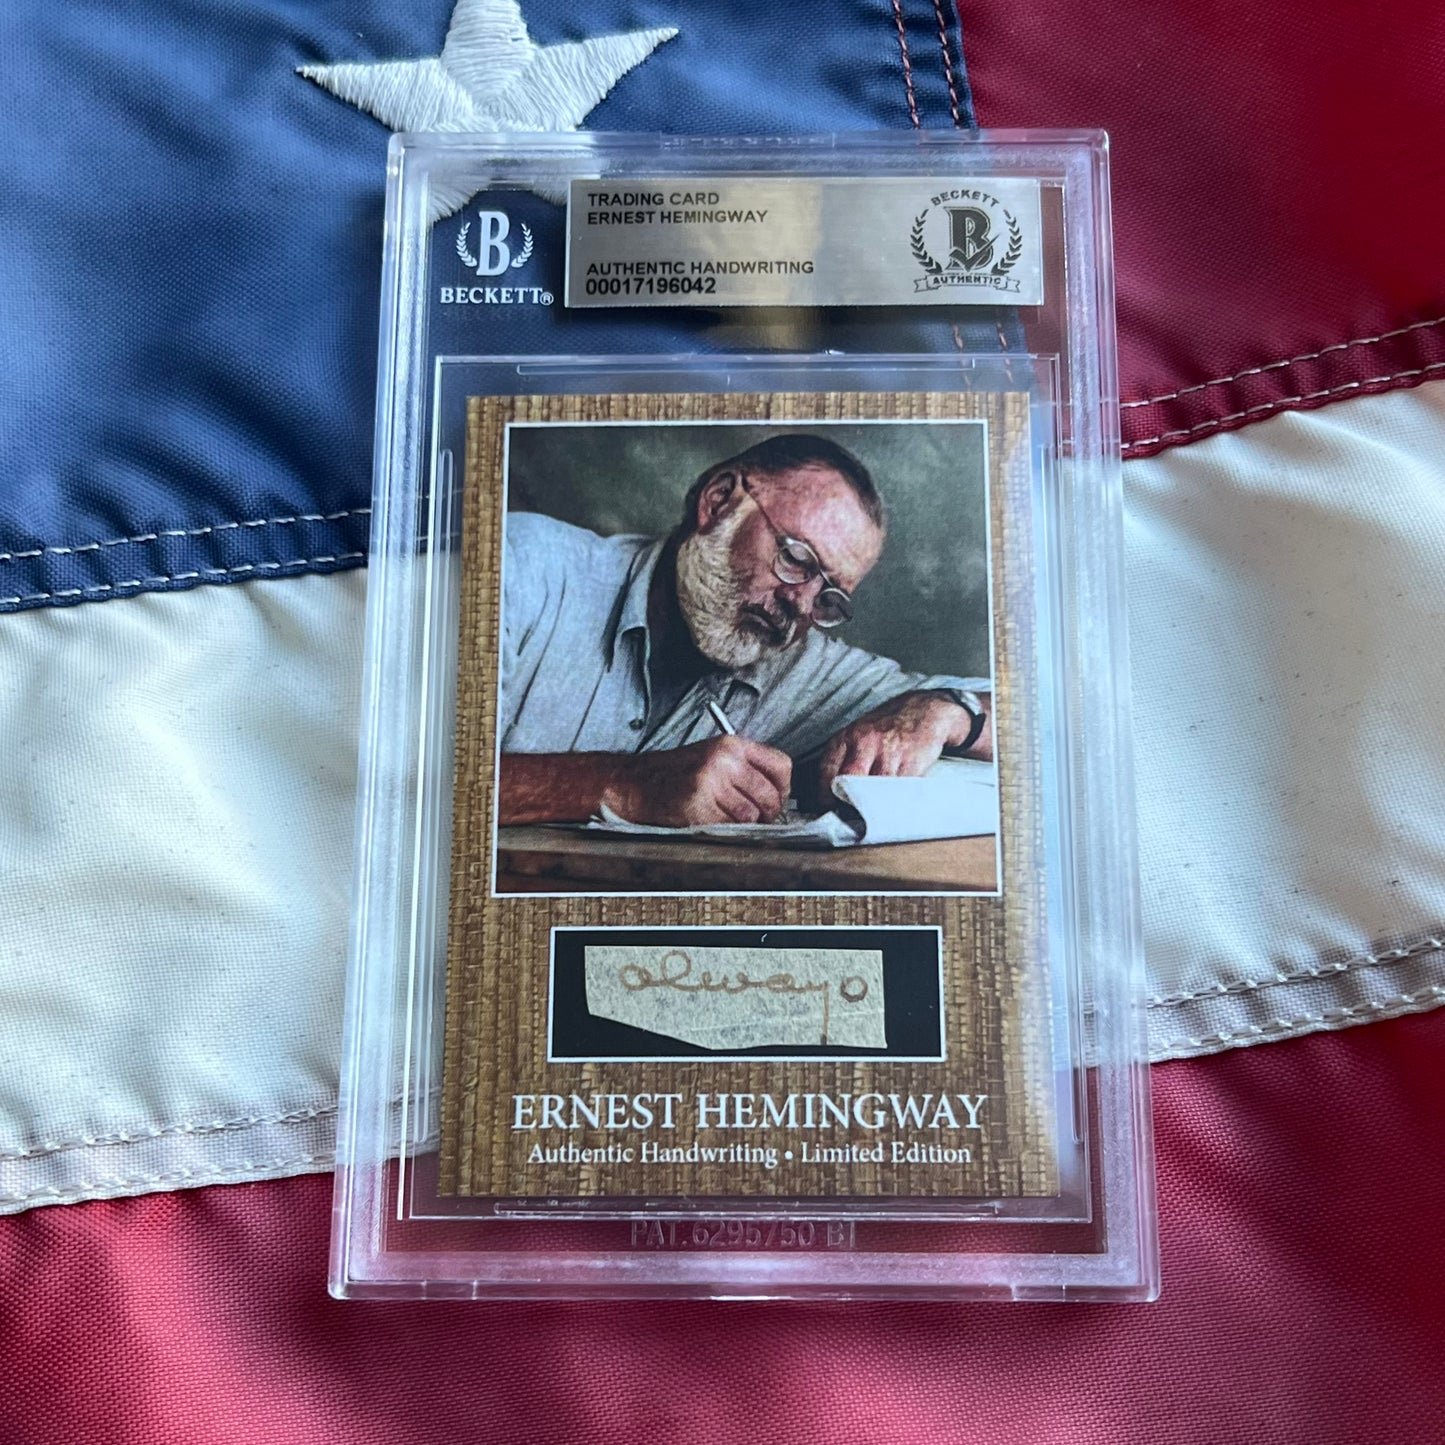 TRADING CARD
ERNEST HEMINGWAY
AUTHENTIC HANDWRITING
00017196042
B
BECKETT®
BECKETT
B
AUTHENTIC
always
ERNEST HEMINGWAY
Authentic Handwriting • Limited Edition
PAT.6295750 BI